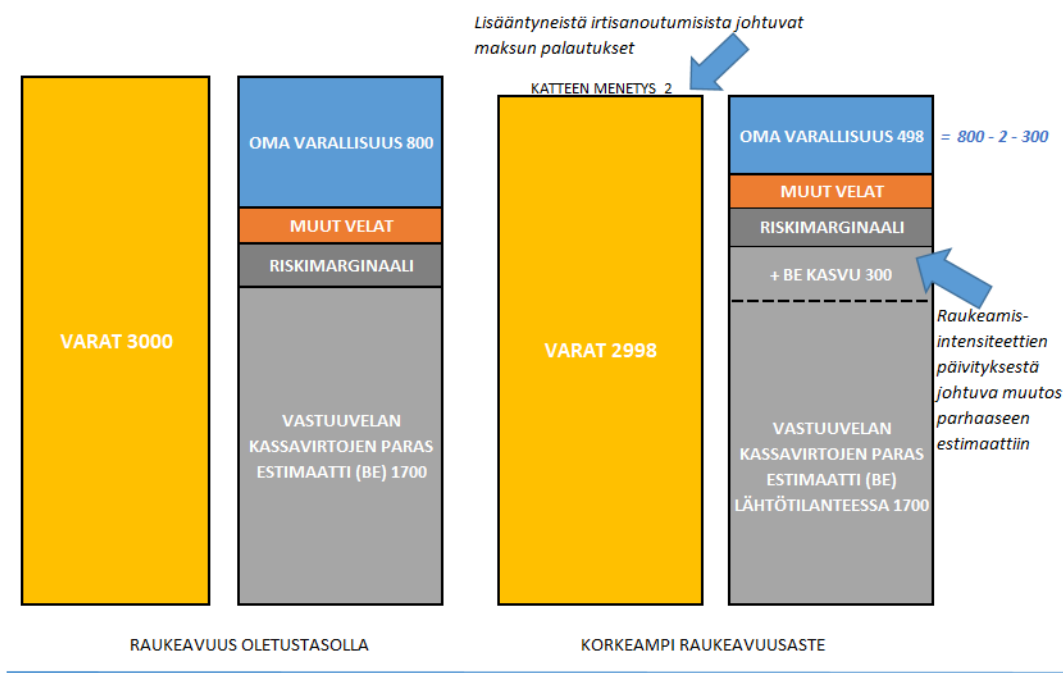 Lisääntyneistä irtisanoutumisista johtuvat
maksun palautukset
KATTEEN MENETYS 2
VARAT 3000
OMA VARALLISUUS 800
MUUT VELAT
RISKIMARGINAALI
VASTUUVELAN
KASSAVIRTOJEN PARAS
ESTIMAATTI (BE) 1700
VARAT 2998
OMA VARALLISUUS 498
= 800 - 2 - 300
MUUT VELAT
RISKIMARGINAALI
+ BE KASVU 300
VASTUUVELAN
KASSAVIRTOJEN PARAS
ESTIMAATTI (BE)
LÄHTÖTILANTEESSA 1700
Raukeamis-
intensiteettien
päivityksestä
johtuva muutos
parhaaseen
estimaattiin
RAUKEAVUUS OLETUSTASOLLA
KORKEAMPI RAUKEAVUUSASTE